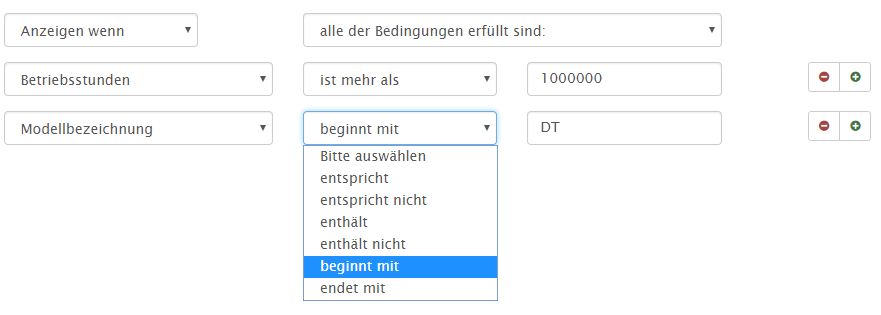 Anzeigen wenn alle der Bedingungen erfüllt sind:
Betriebsstunden ist mehr als 1000000
Modellbezeichnung beginnt mit DT
Bitte auswählen
entspricht
entspricht nicht
enthält
enthält nicht
beginnt mit
endet mit